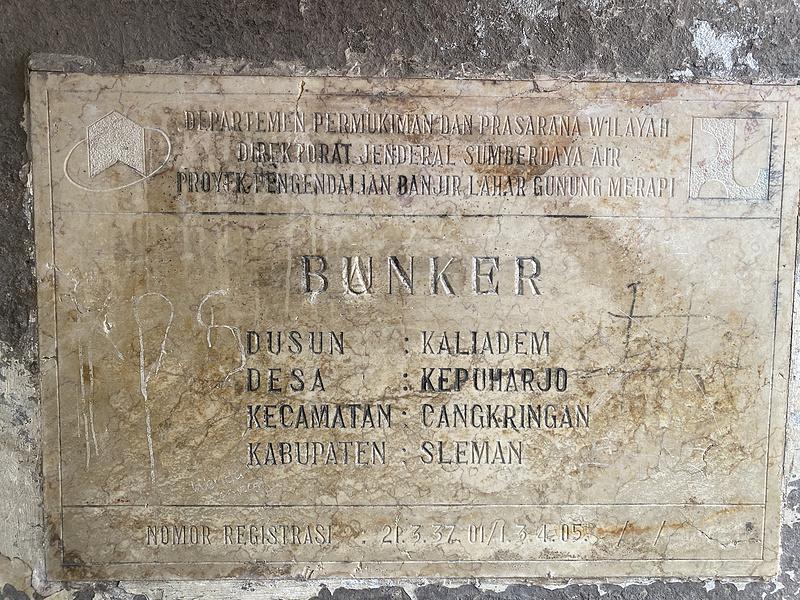 DEPARTEMEN PERMUKIMAN DAN PRASARANA WILAYAH
DIREKTORAT JENDERAL SUMBERDAYA AIR
PROYEK PENGENDALIAN BANJIR LAHAR GUNUNG MERAPI
BUNKER
DUSUN : KALIADEM
DESA : KEPUHARJO
KECAMATAN : CANGKRINGAN
KABUPATEN : SLEMAN
NOMOR REGISTRASI : 21.3.37.01/1.3.4.05. / /